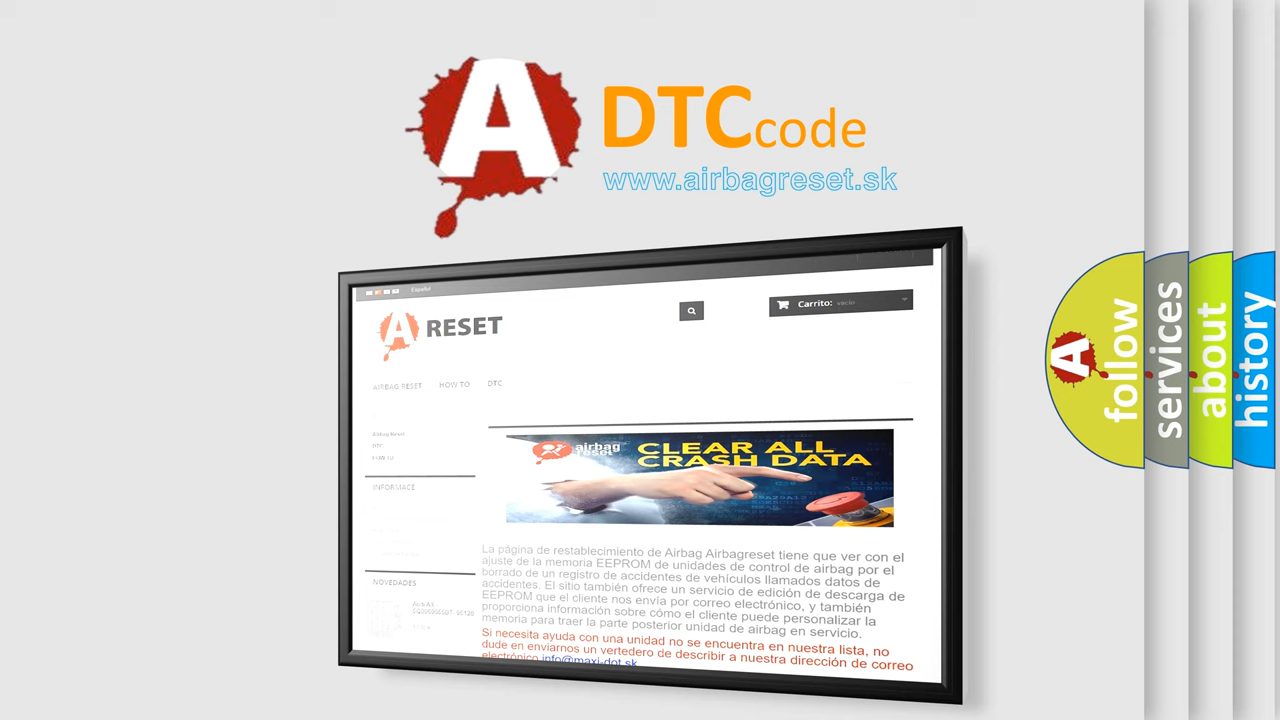 A DTC code
www.airbagreset.sk
Español
A RESET
Carrito: vacío
AIRBAG RESET HOW TO DTC
Airbag Reset
DTC
HOW TO
INFORMACE
NOVEDADES
airbag
reset
CLEAR ALL
CRASH DATA
La página de restablecimiento de Airbag Airbagreset tiene que ver con el
ajuste de la memoria EEPROM de unidades de control de airbag por el
borrado de un registro de accidentes de vehículos llamados datos de
accidentes. El sitio también ofrece un servicio de edición de descarga de
EEPROM que el cliente nos envía por correo electrónico, y también
proporciona información sobre cómo el cliente puede personalizar la
memoria para traer la parte posterior unidad de airbag en servicio.
Si necesita ayuda con una unidad no se encuentra en nuestra lista, no
dude en enviarnos un vertedero de describir a nuestra dirección de correo
electrónico info@maxi-dot.sk
A follow
services
about
history